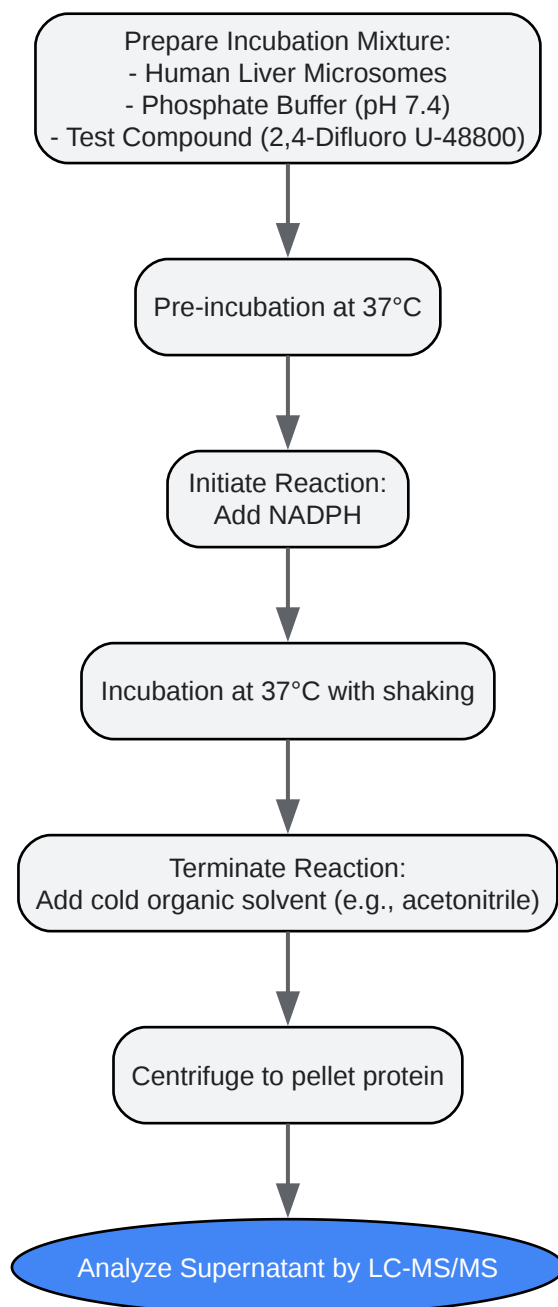 Prepare Incubation Mixture:
- Human Liver Microsomes
- Phosphate Buffer (pH 7.4)
- Test Compound (2,4-Difluoro U-48800)
Pre-incubation at 37°C
Initiate Reaction:
Add NADPH
Incubation at 37°C with shaking
Terminate Reaction:
Add cold organic solvent (e.g., acetonitrile)
Centrifuge to pellet protein
Analyze Supernatant by LC-MS/MS